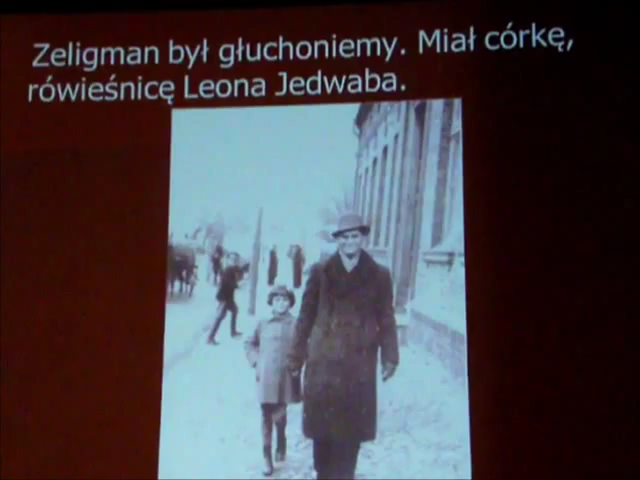 Zeligman był głuchoniemy. Miał córkę,
rówieśnicę Leona Jedwaba.